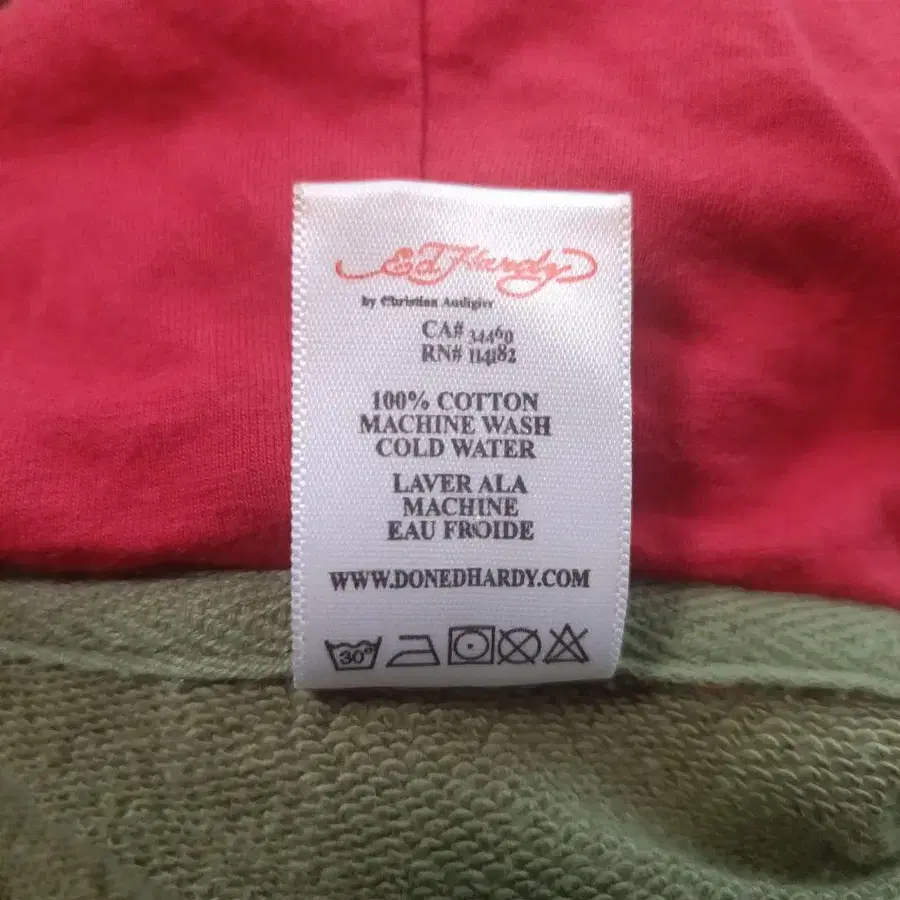 Ed Hardy
by Christian Audigier
CA# 34460
RN# 114182
100% COTTON
MACHINE WASH
COLD WATER
LAVER ALA
MACHINE
EAU FROIDE
WWW.DONEDHARDY.COM
30°